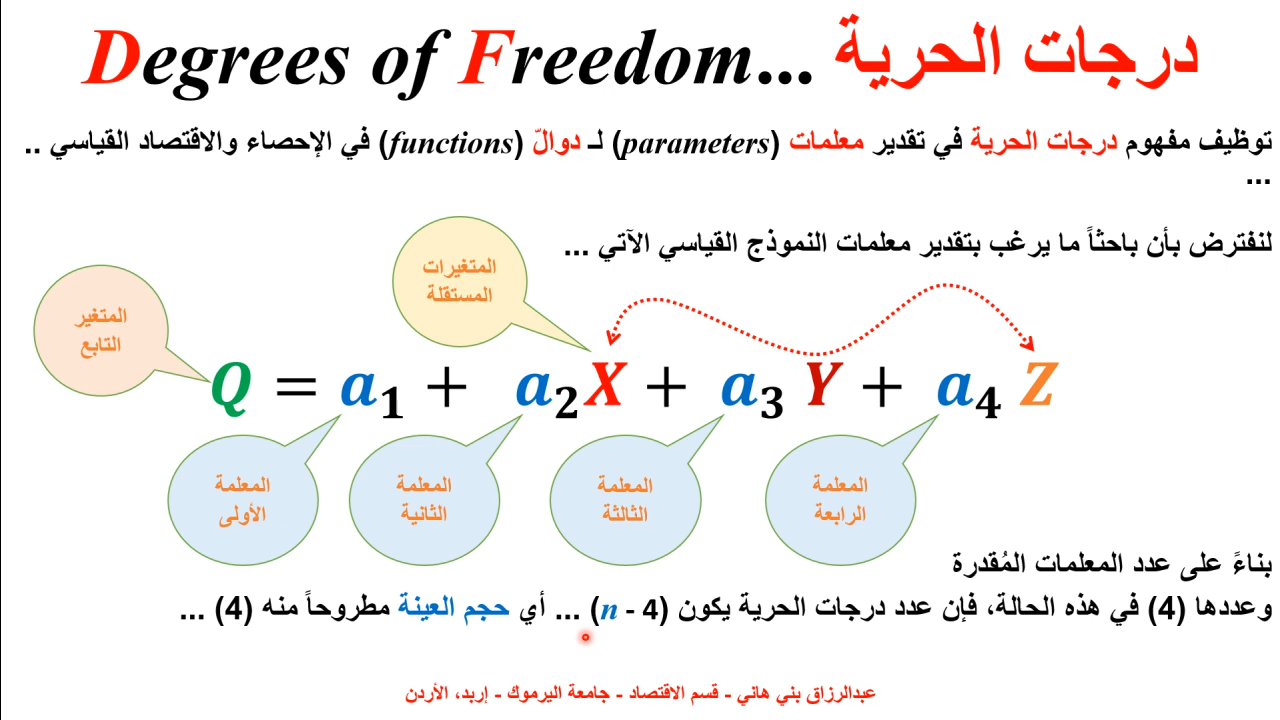 Degrees of Freedom... درجات الحرية
توظيف مفهوم درجات الحرية في تقدير معلمات (parameters) لـ دوالّ (functions) في الإحصاء والاقتصاد القياسي ..
...
لنفترض بأن باحثاً ما يرغب بتقدير معلمات النموذج القياسي الآتي ...
المتغيرات
المستقلة
المتغير
التابع
Q = a₁ + a₂X + a₃ Y + a₄ Z
المعلمة
الأولى
المعلمة
الثانية
المعلمة
الثالثة
المعلمة
الرابعة
بناءً على عدد المعلمات المُقدرة
وعددها (4) في هذه الحالة، فإن عدد درجات الحرية يكون (n - 4) ... أي حجم العينة مطروحاً منه (4) ...
عبدالرزاق بني هاني - قسم الاقتصاد - جامعة اليرموك - إربد، الأردن